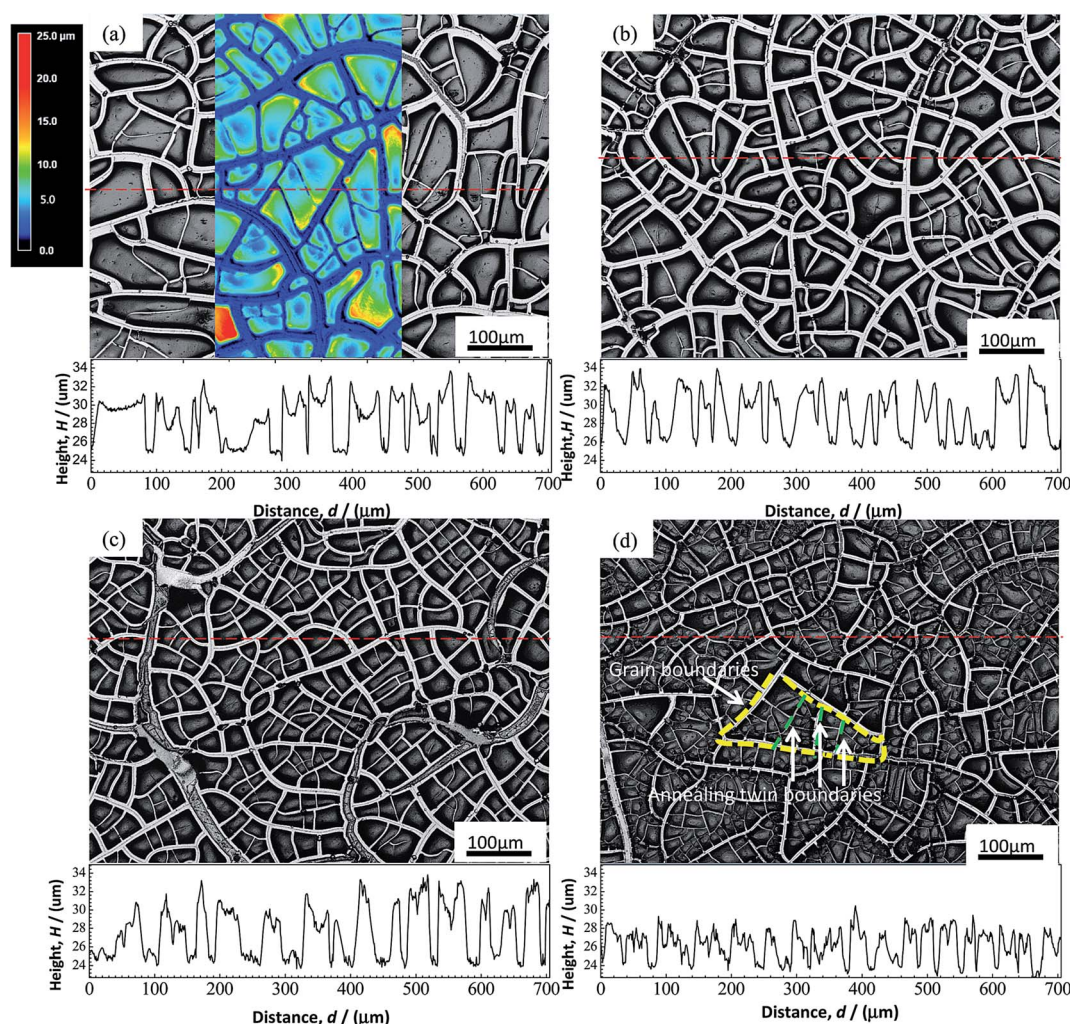 (a)
25.0 μm
20.0
15.0
10.0
5.0
0.0
100μm
Height, H / (um)
34
32
30
28
26
24
0 100 200 300 400 500 600 700
Distance, d / (μm)
(b)
100μm
Height,H / (um)
34
32
30
28
26
24
0 100 200 300 400 500 600 700
Distance, d / (μm)
(c)
100μm
Height, H / (um)
34
32
30
28
26
24
0 100 200 300 400 500 600 700
Distance, d / (μm)
(d)
Grain boundaries
Annealing twin boundaries
100μm
Height, H / (um)
34
32
30
28
26
24
0 100 200 300 400 500 600 700
Distance, d / (μm)